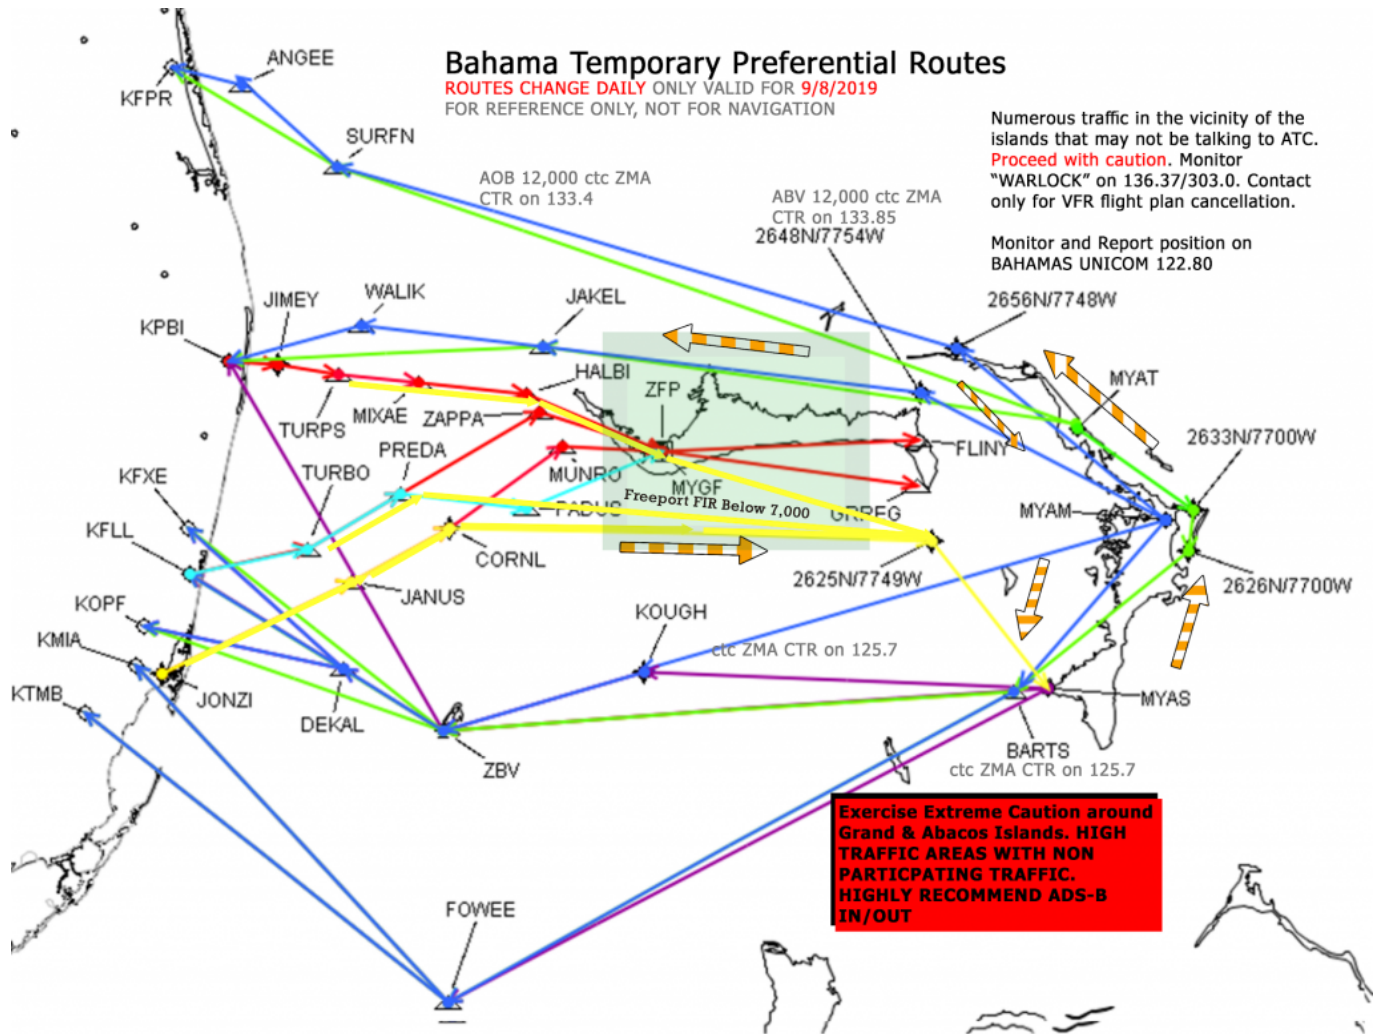 Bahama Temporary Preferential Routes
ROUTES CHANGE DAILY ONLY VALID FOR 9/8/2019
FOR REFERENCE ONLY, NOT FOR NAVIGATION
ANGEE
KFPR
SURFN
Numerous traffic in the vicinity of the
islands that may not be talking to ATC.
Proceed with caution. Monitor
“WARLOCK” on 136.37/303.0. Contact
only for VFR flight plan cancellation.
Monitor and Report position on
BAHAMAS UNICOM 122.80
AOB 12,000 ctc ZMA
CTR on 133.4
ABV 12,000 ctc ZMA
CTR on 133.85
2648N/7754W
2656N/7748W
WALIK
JAKEL
JIMEY
KPBI
HALBI
ZFP
MYAT
MIXAE
ZAPPA
TURPS
2633N/7700W
PREDA
FLINY
TURBO
MUNRO
MYGF
KFXE
Freeport FIR Below 7,000
PADUS
GRREG
MYAM
KFLL
CORNL
2625N/7749W
2626N/7700W
JANUS
KOPF
KOUGH
KMIA
ctc ZMA CTR on 125.7
KTMB
JONZI
MYAS
DEKAL
BARTS
ZBV
ctc ZMA CTR on 125.7
Exercise Extreme Caution around
Grand & Abacos Islands. HIGH
TRAFFIC AREAS WITH NON
PARTICPATING TRAFFIC.
HIGHLY RECOMMEND ADS-B
IN/OUT
FOWEE